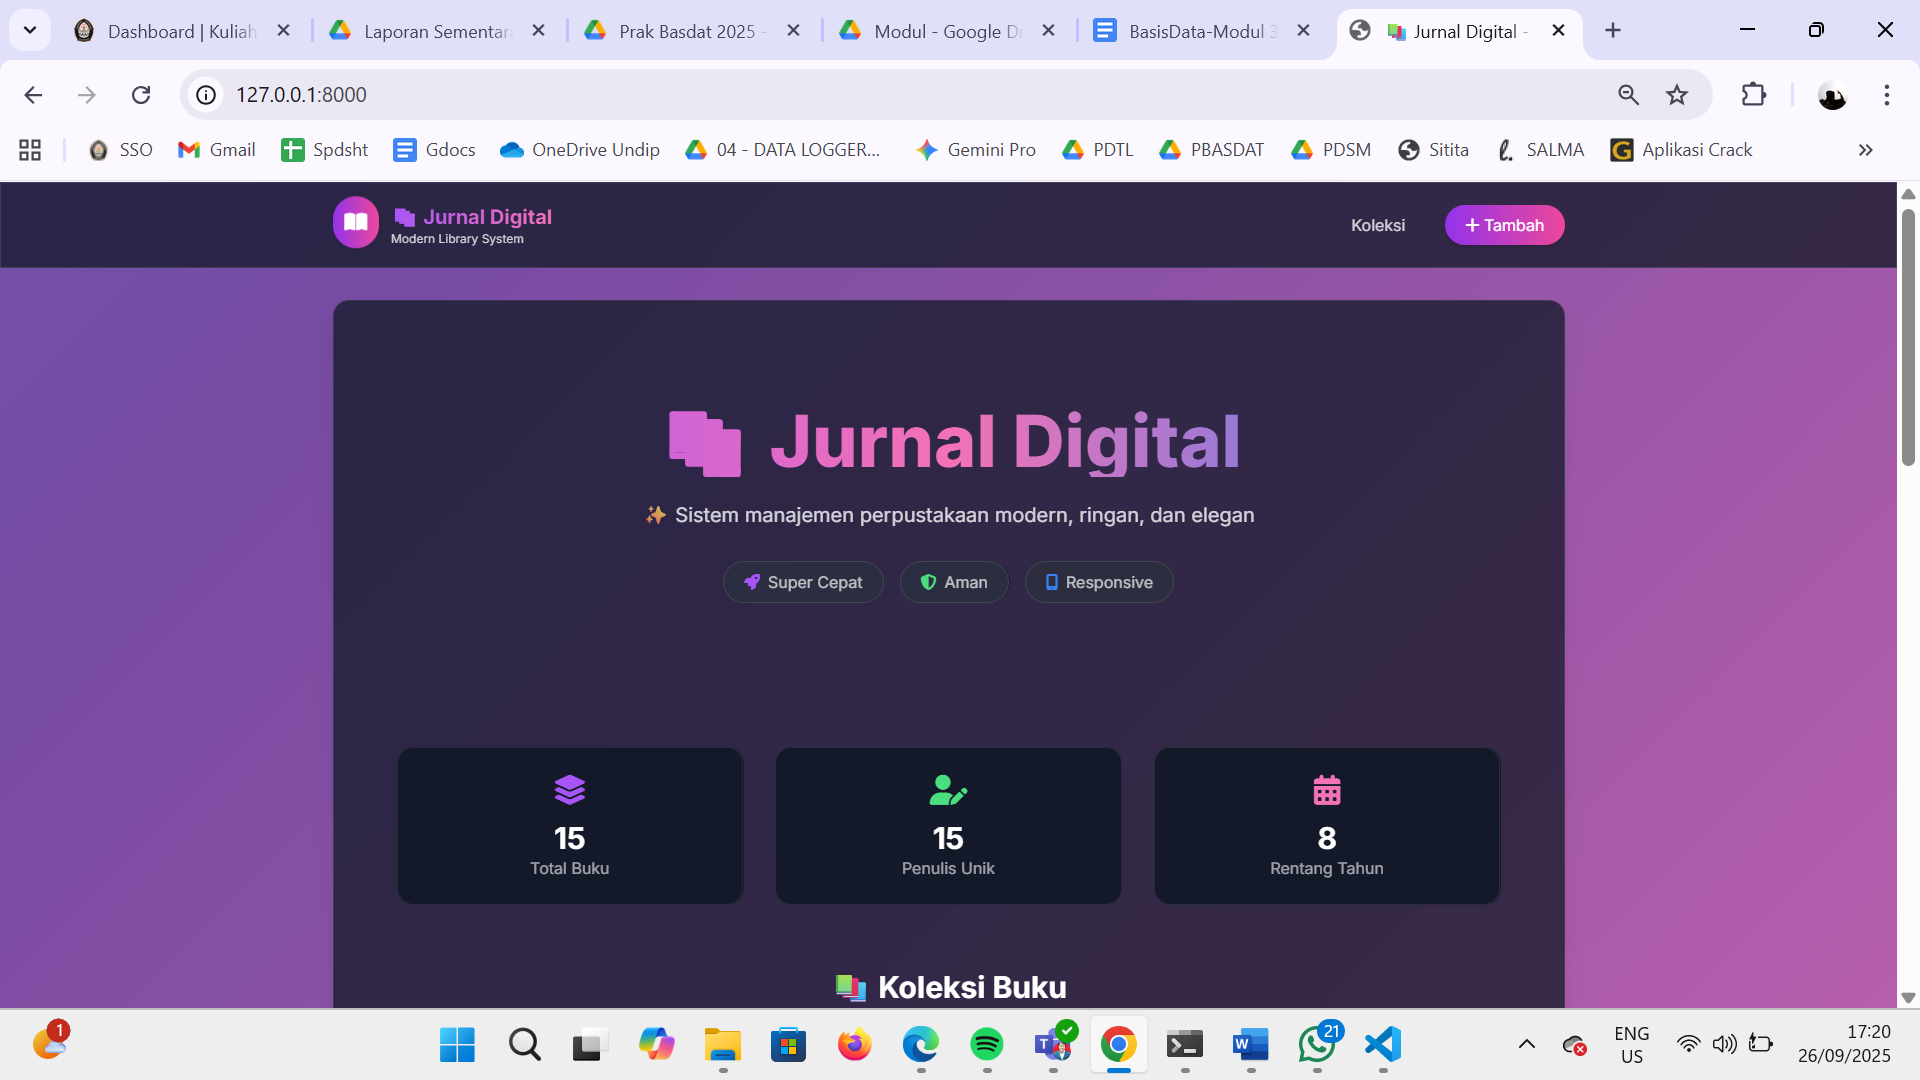 Dashboard | Kuliah
Laporan Sementara
Prak Basdat 2025 -
Modul - Google Dr
BasisData-Modul 3
Jurnal Digital -
127.0.0.1:8000
SSO
Gmail
Spdsht
Gdocs
OneDrive Undip
04 - DATA LOGGER...
Gemini Pro
PDTL
PBASDAT
PDSM
Sitita
SALMA
Aplikasi Crack
Jurnal Digital
Modern Library System
Koleksi
+ Tambah
Jurnal Digital
✨ Sistem manajemen perpustakaan modern, ringan, dan elegan
Super Cepat
Aman
Responsive
15
Total Buku
15
Penulis Unik
8
Rentang Tahun
📚 Koleksi Buku
1
21
ENG
US
17:20
26/09/2025